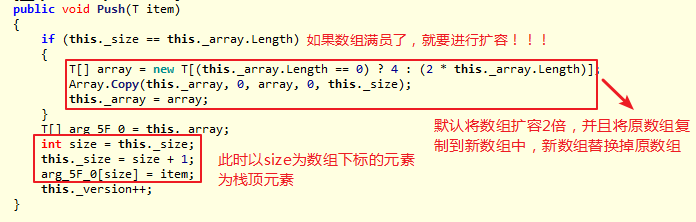 public void Push(T item)
{
if (this._size == this._array.Length) 如果数组满员了，就要进行扩容！！！
{
T[] array = new T[(this._array.Length == 0) ? 4 : (2 * this._array.Length)];
Array.Copy(this._array, 0, array, 0, this._size);
this._array = array;
}
T[] arg_5F_0 = this._array;
int size = this._size;
this._size = size + 1;
arg_5F_0[size] = item;
this._version++;
}
默认将数组扩容2倍，并且将原数组复
制到新数组中，新数组替换掉原数组
此时以size为数组下标的元素
为栈顶元素